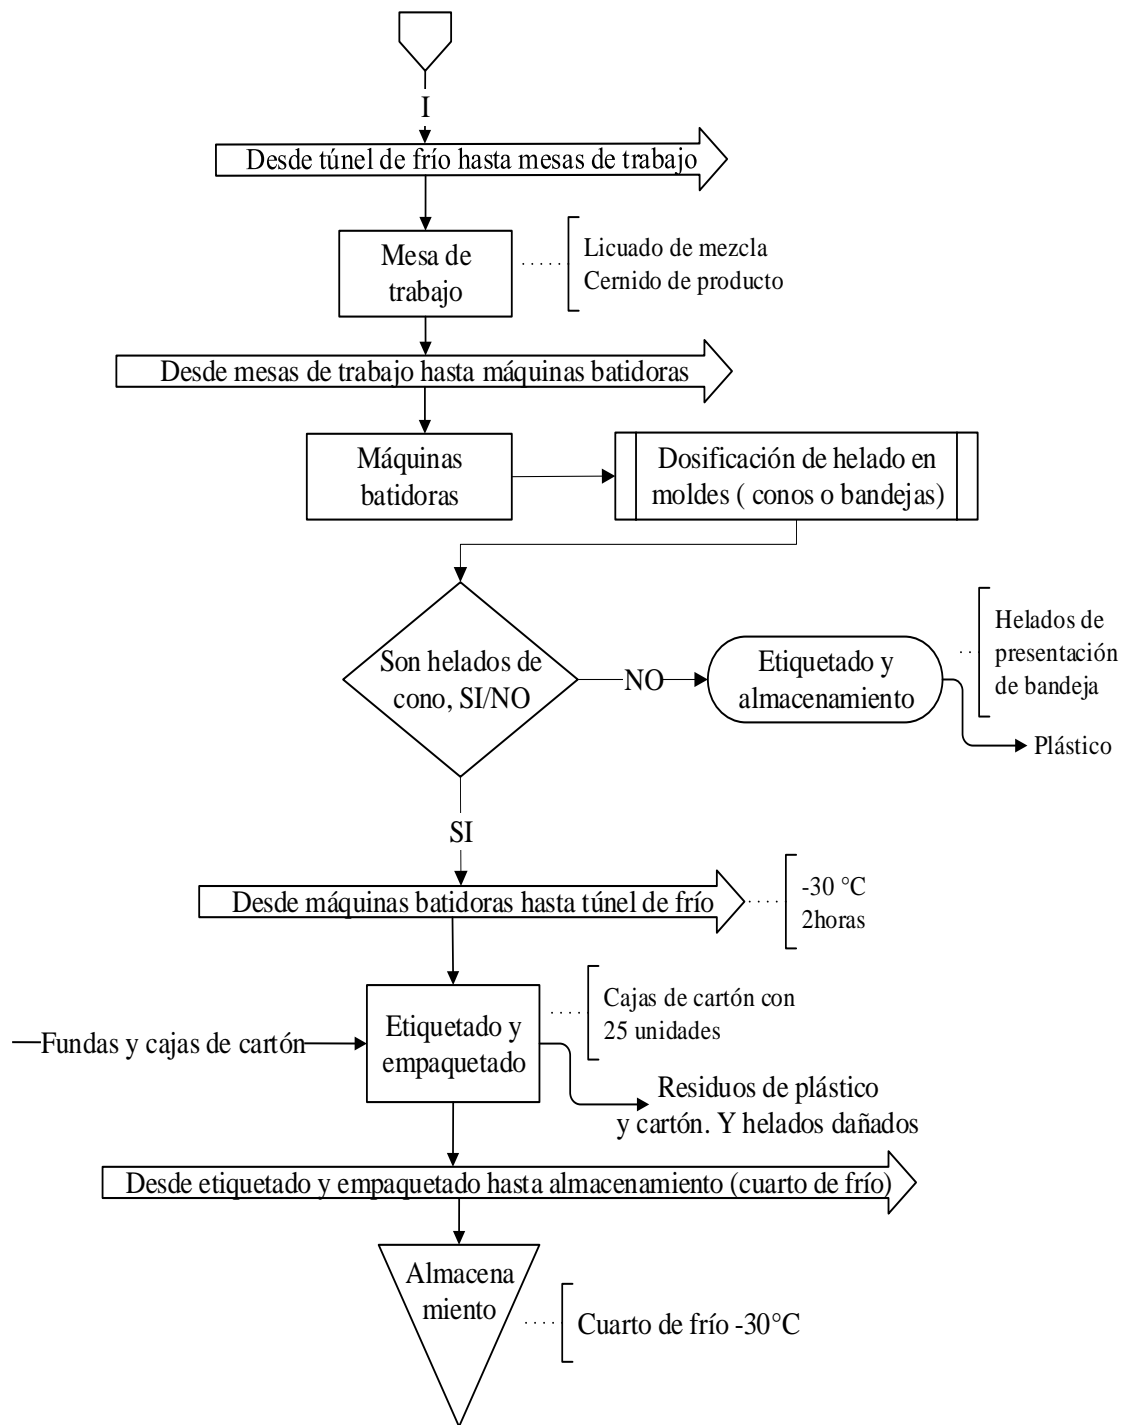 I
Desde túnel de frío hasta mesas de trabajo
Mesa de
trabajo
Licuado de mezcla
Cernido de producto
Desde mesas de trabajo hasta máquinas batidoras
Máquinas
batidoras
Dosificación de helado en
moldes ( conos o bandejas)
Son helados de
cono, SI/NO
NO
Etiquetado y
almacenamiento
Helados de
presentación
de bandeja
Plástico
SI
Desde máquinas batidoras hasta túnel de frío
-30 °C
2horas
Fundas y cajas de cartón
Etiquetado y
empaquetado
Cajas de cartón con
25 unidades
Residuos de plástico
y cartón. Y helados dañados
Desde etiquetado y empaquetado hasta almacenamiento (cuarto de frío)
Almacena
miento
Cuarto de frío -30°C